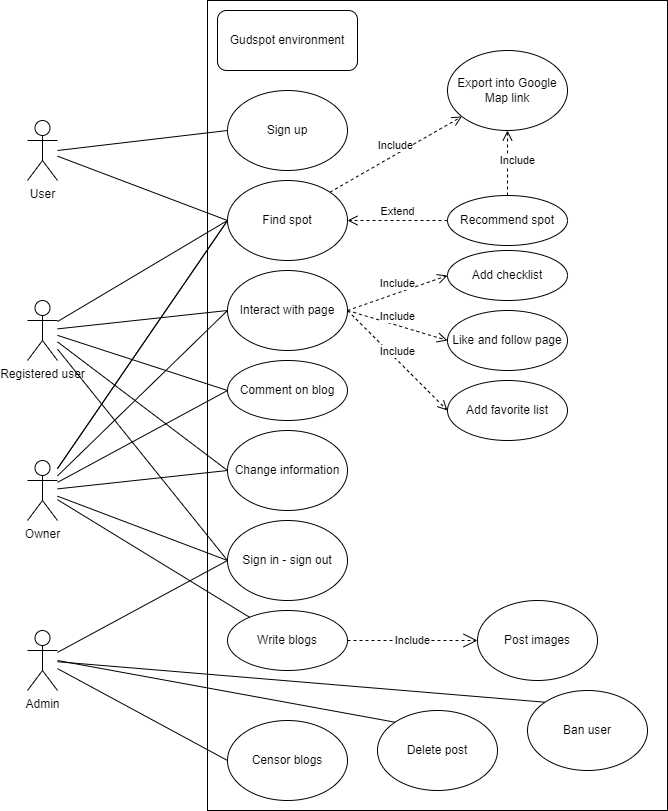 Gudspot environment
Export into Google
Map link
Sign up
Include
User
Include
Find spot
Extend
Recommend spot
Add checklist
Include
Interact with page
Include
Like and follow page
Include
Registered user
Comment on blog
Add favorite list
Change information
Owner
Sign in - sign out
Write blogs
Include
Post images
Admin
Ban user
Delete post
Censor blogs